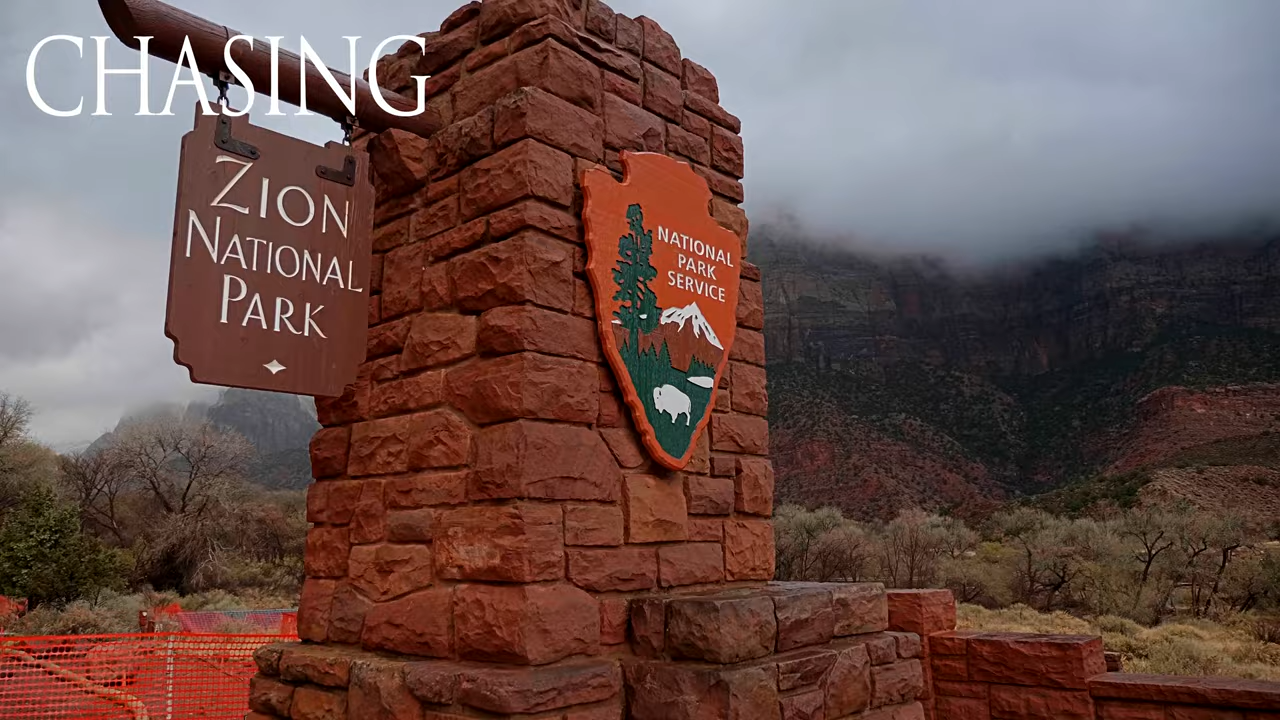 CHASING
ZION
NATIONAL
PARK
NATIONAL
PARK
SERVICE